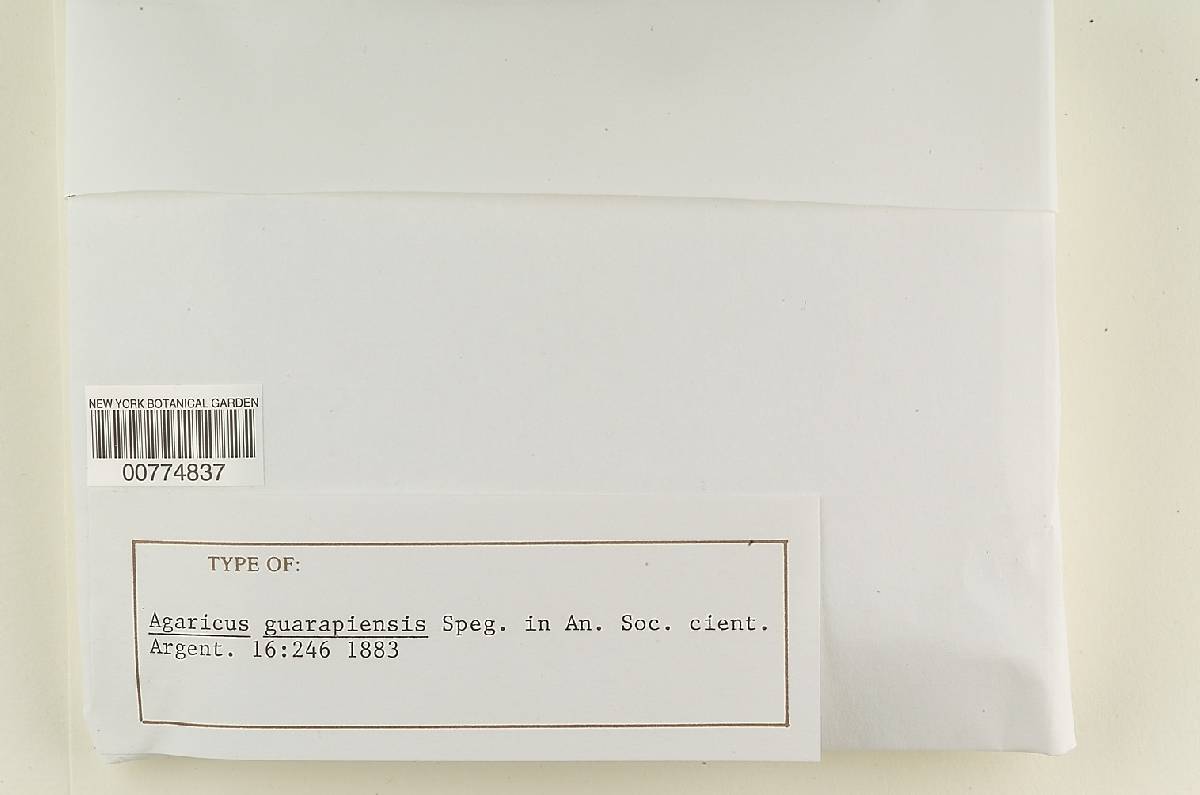 NEW YORK BOTANICAL GARDEN
00774837
TYPE OF:
Agaricus guarapiensis Speg. in An. Soc. cient.
Argent. 16:246 1883